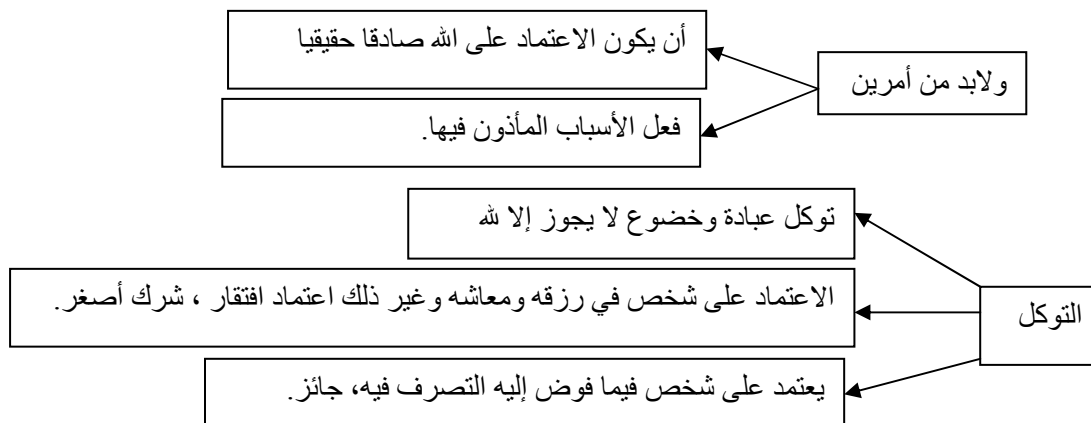 ولابد من أمرين
أن يكون الاعتماد على الله صادقا حقيقيا
فعل الأسباب المأذون فيها.
التوكل
توكل عبادة وخضوع لا يجوز إلا لله
الاعتماد على شخص في رزقه ومعاشه وغير ذلك اعتماد افتقار ، شرك أصغر.
يعتمد على شخص فيما فوض إليه التصرف فيه، جائز.